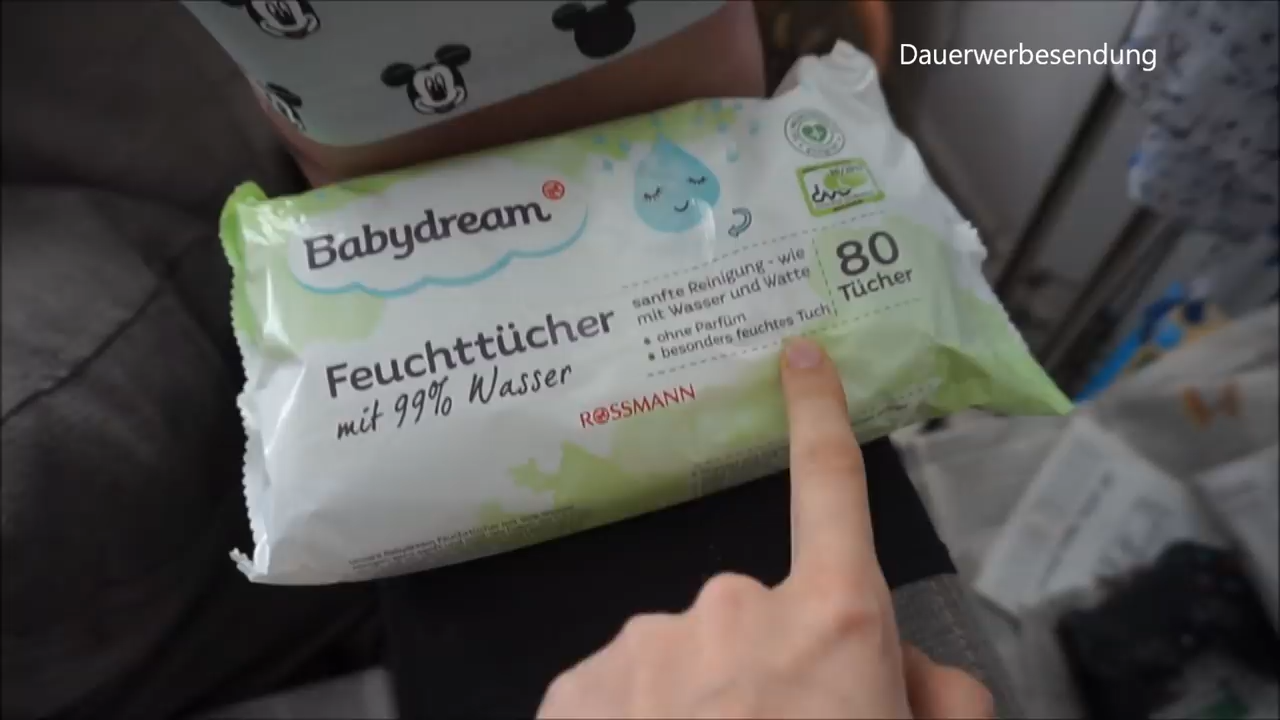 Dauerwerbesendung
Babydream
Feuchttücher
mit 99% Wasser
sanfte Reinigung - wie
mit Wasser und Watte
• ohne Parfüm
• besonders feuchtes Tuch
80
Tücher
ROSSMANN